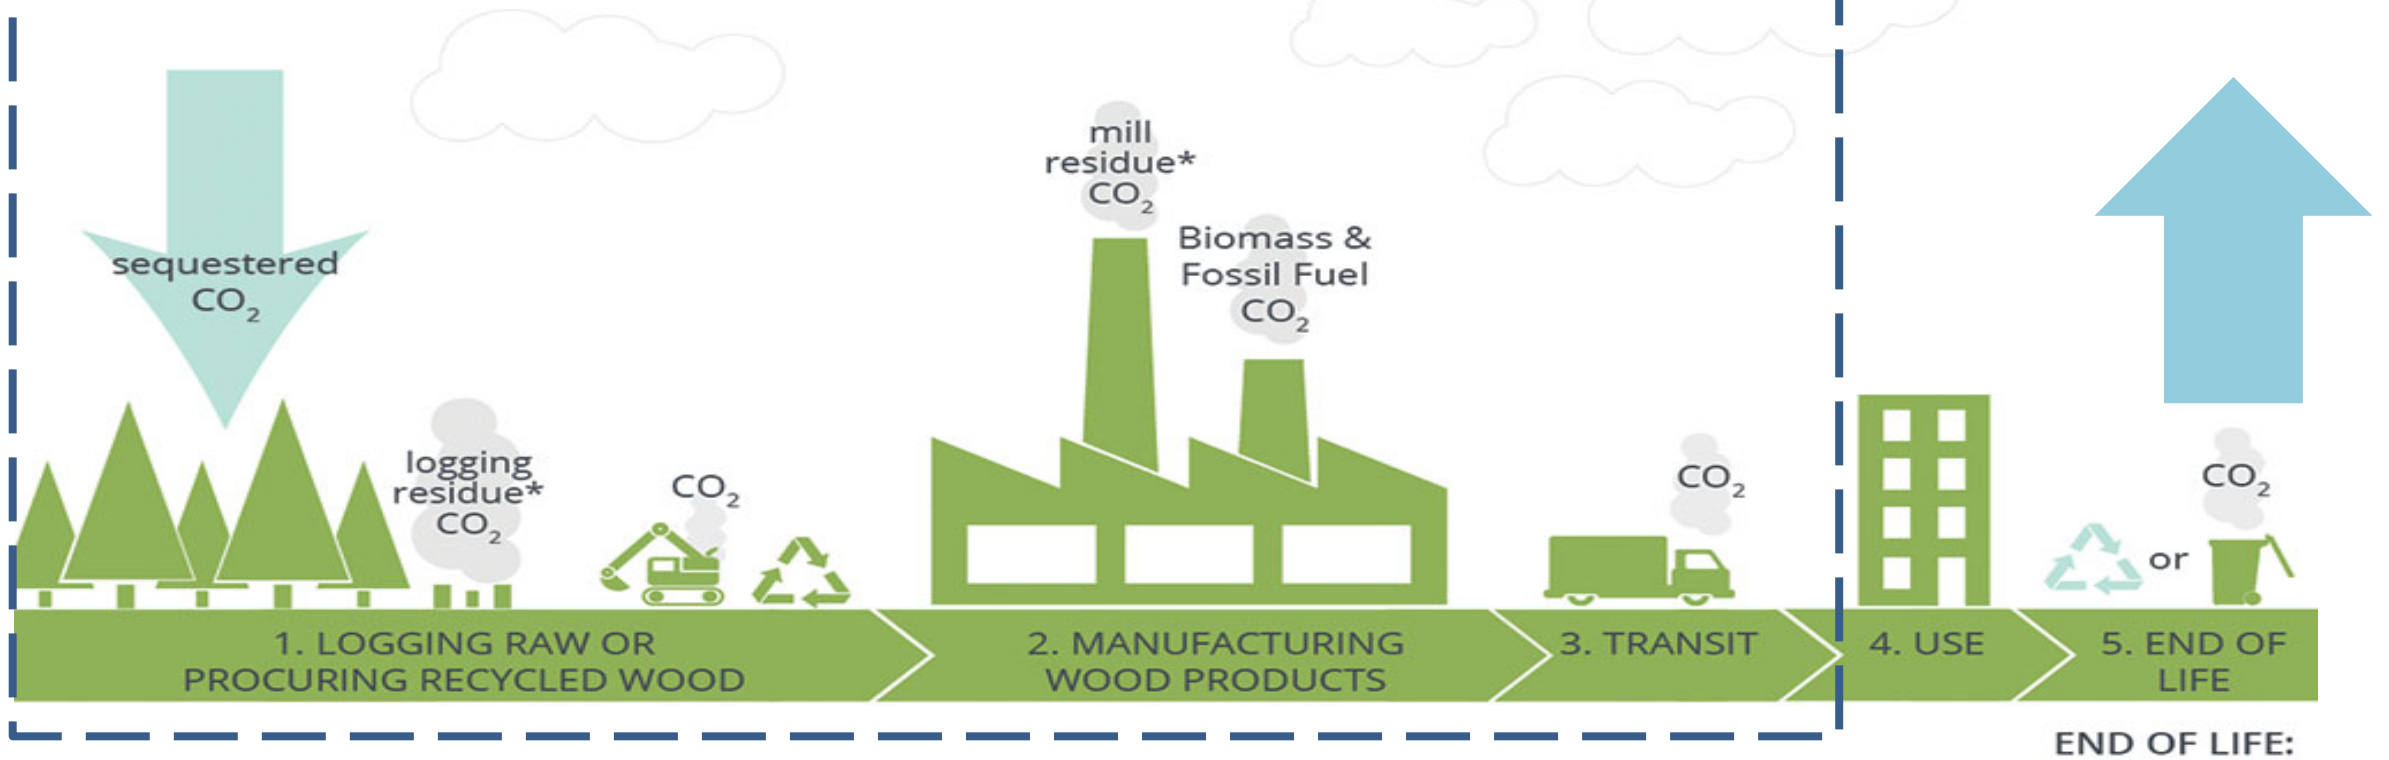 sequestered
CO₂
logging
residue*
CO₂
CO₂
mill
residue*
CO₂
Biomass &
Fossil Fuel
CO₂
CO₂
CO₂
or
1. LOGGING RAW OR
PROCURING RECYCLED WOOD
2. MANUFACTURING
WOOD PRODUCTS
3. TRANSIT
4. USE
5. END OF
LIFE
END OF LIFE: